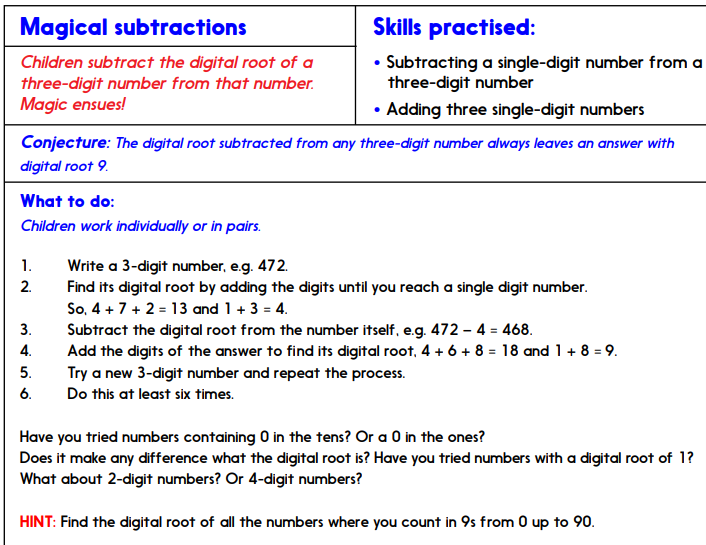 Magical subtractions
Children subtract the digital root of a
three-digit number from that number.
Magic ensues!
Skills practised:
• Subtracting a single-digit number from a
three-digit number
• Adding three single-digit numbers
Conjecture: The digital root subtracted from any three-digit number always leaves an answer with
digital root 9.
What to do:
Children work individually or in pairs.
1. Write a 3-digit number, e.g. 472.
2. Find its digital root by adding the digits until you reach a single digit number.
So, 4 + 7 + 2 = 13 and 1 + 3 = 4.
3. Subtract the digital root from the number itself, e.g. 472 – 4 = 468.
4. Add the digits of the answer to find its digital root, 4 + 6 + 8 = 18 and 1 + 8 = 9.
5. Try a new 3-digit number and repeat the process.
6. Do this at least six times.
Have you tried numbers containing 0 in the tens? Or a 0 in the ones?
Does it make any difference what the digital root is? Have you tried numbers with a digital root of 1?
What about 2-digit numbers? Or 4-digit numbers?
HINT: Find the digital root of all the numbers where you count in 9s from 0 up to 90.